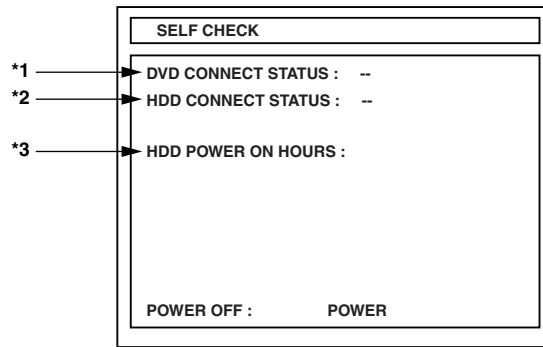 SELF CHECK
*1 DVD CONNECT STATUS : --
*2 HDD CONNECT STATUS : --
*3 HDD POWER ON HOURS :
POWER OFF : POWER